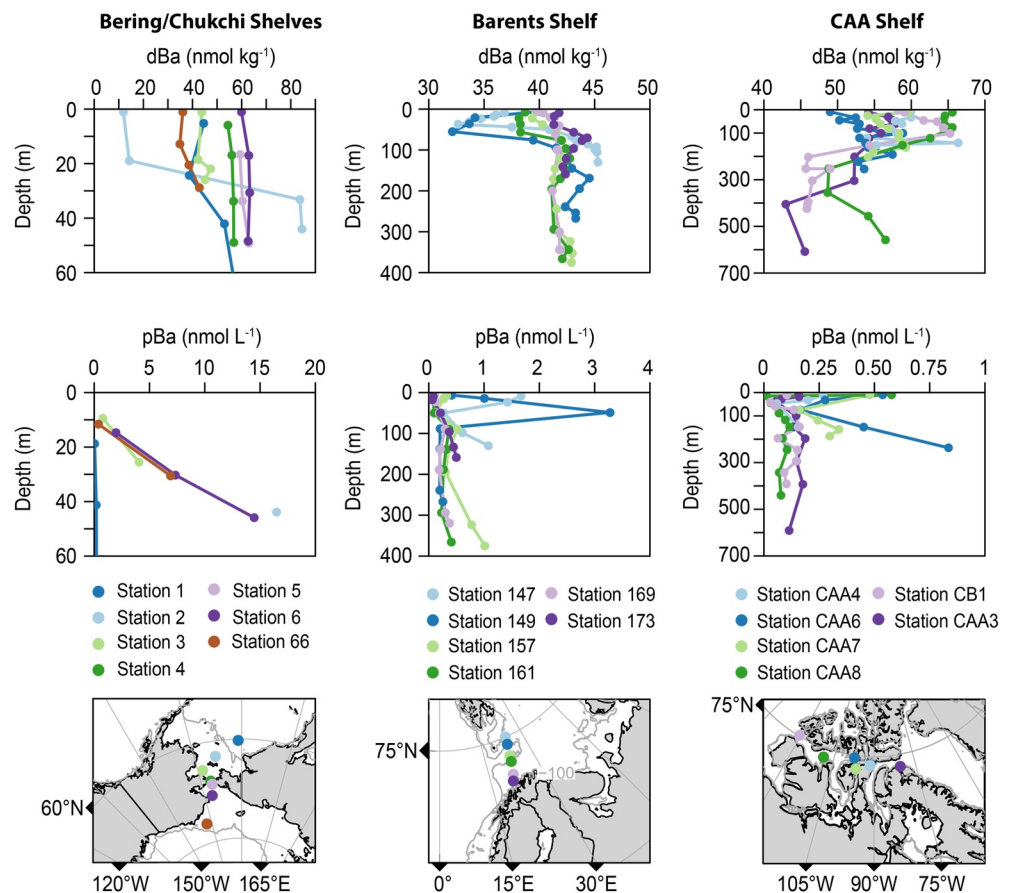 Bering/Chukchi Shelves Barents Shelf CAA Shelf
dBa (nmol kg-1) dBa (nmol kg-1) dBa (nmol kg-1)
0 20 40 60 80 30 35 40 45 50 40 50 60 70
Depth (m) 0 20 40 60
Depth (m) 0 100 200 300 400
Depth (m) 0 100 300 500 700
pBa (nmol L-1) pBa (nmol L-1) pBa (nmol L-1)
0 5 10 15 20 0 1 2 3 4 0 0.25 0.50 0.75 1
Depth (m) 0 20 40 60
Depth (m) 0 100 200 300 400
Depth (m) 0 100 300 500 700
Station 1 Station 5
Station 2 Station 6
Station 3 Station 66
Station 4
Station 147 Station 169
Station 149 Station 173
Station 157
Station 161
Station CAA4 Station CB1
Station CAA6 Station CAA3
Station CAA7
Station CAA8
60°N
120°W 150°W 165°E
75°N
−100
0° 15°E 30°E
75°N
105°W 90°W 75°W